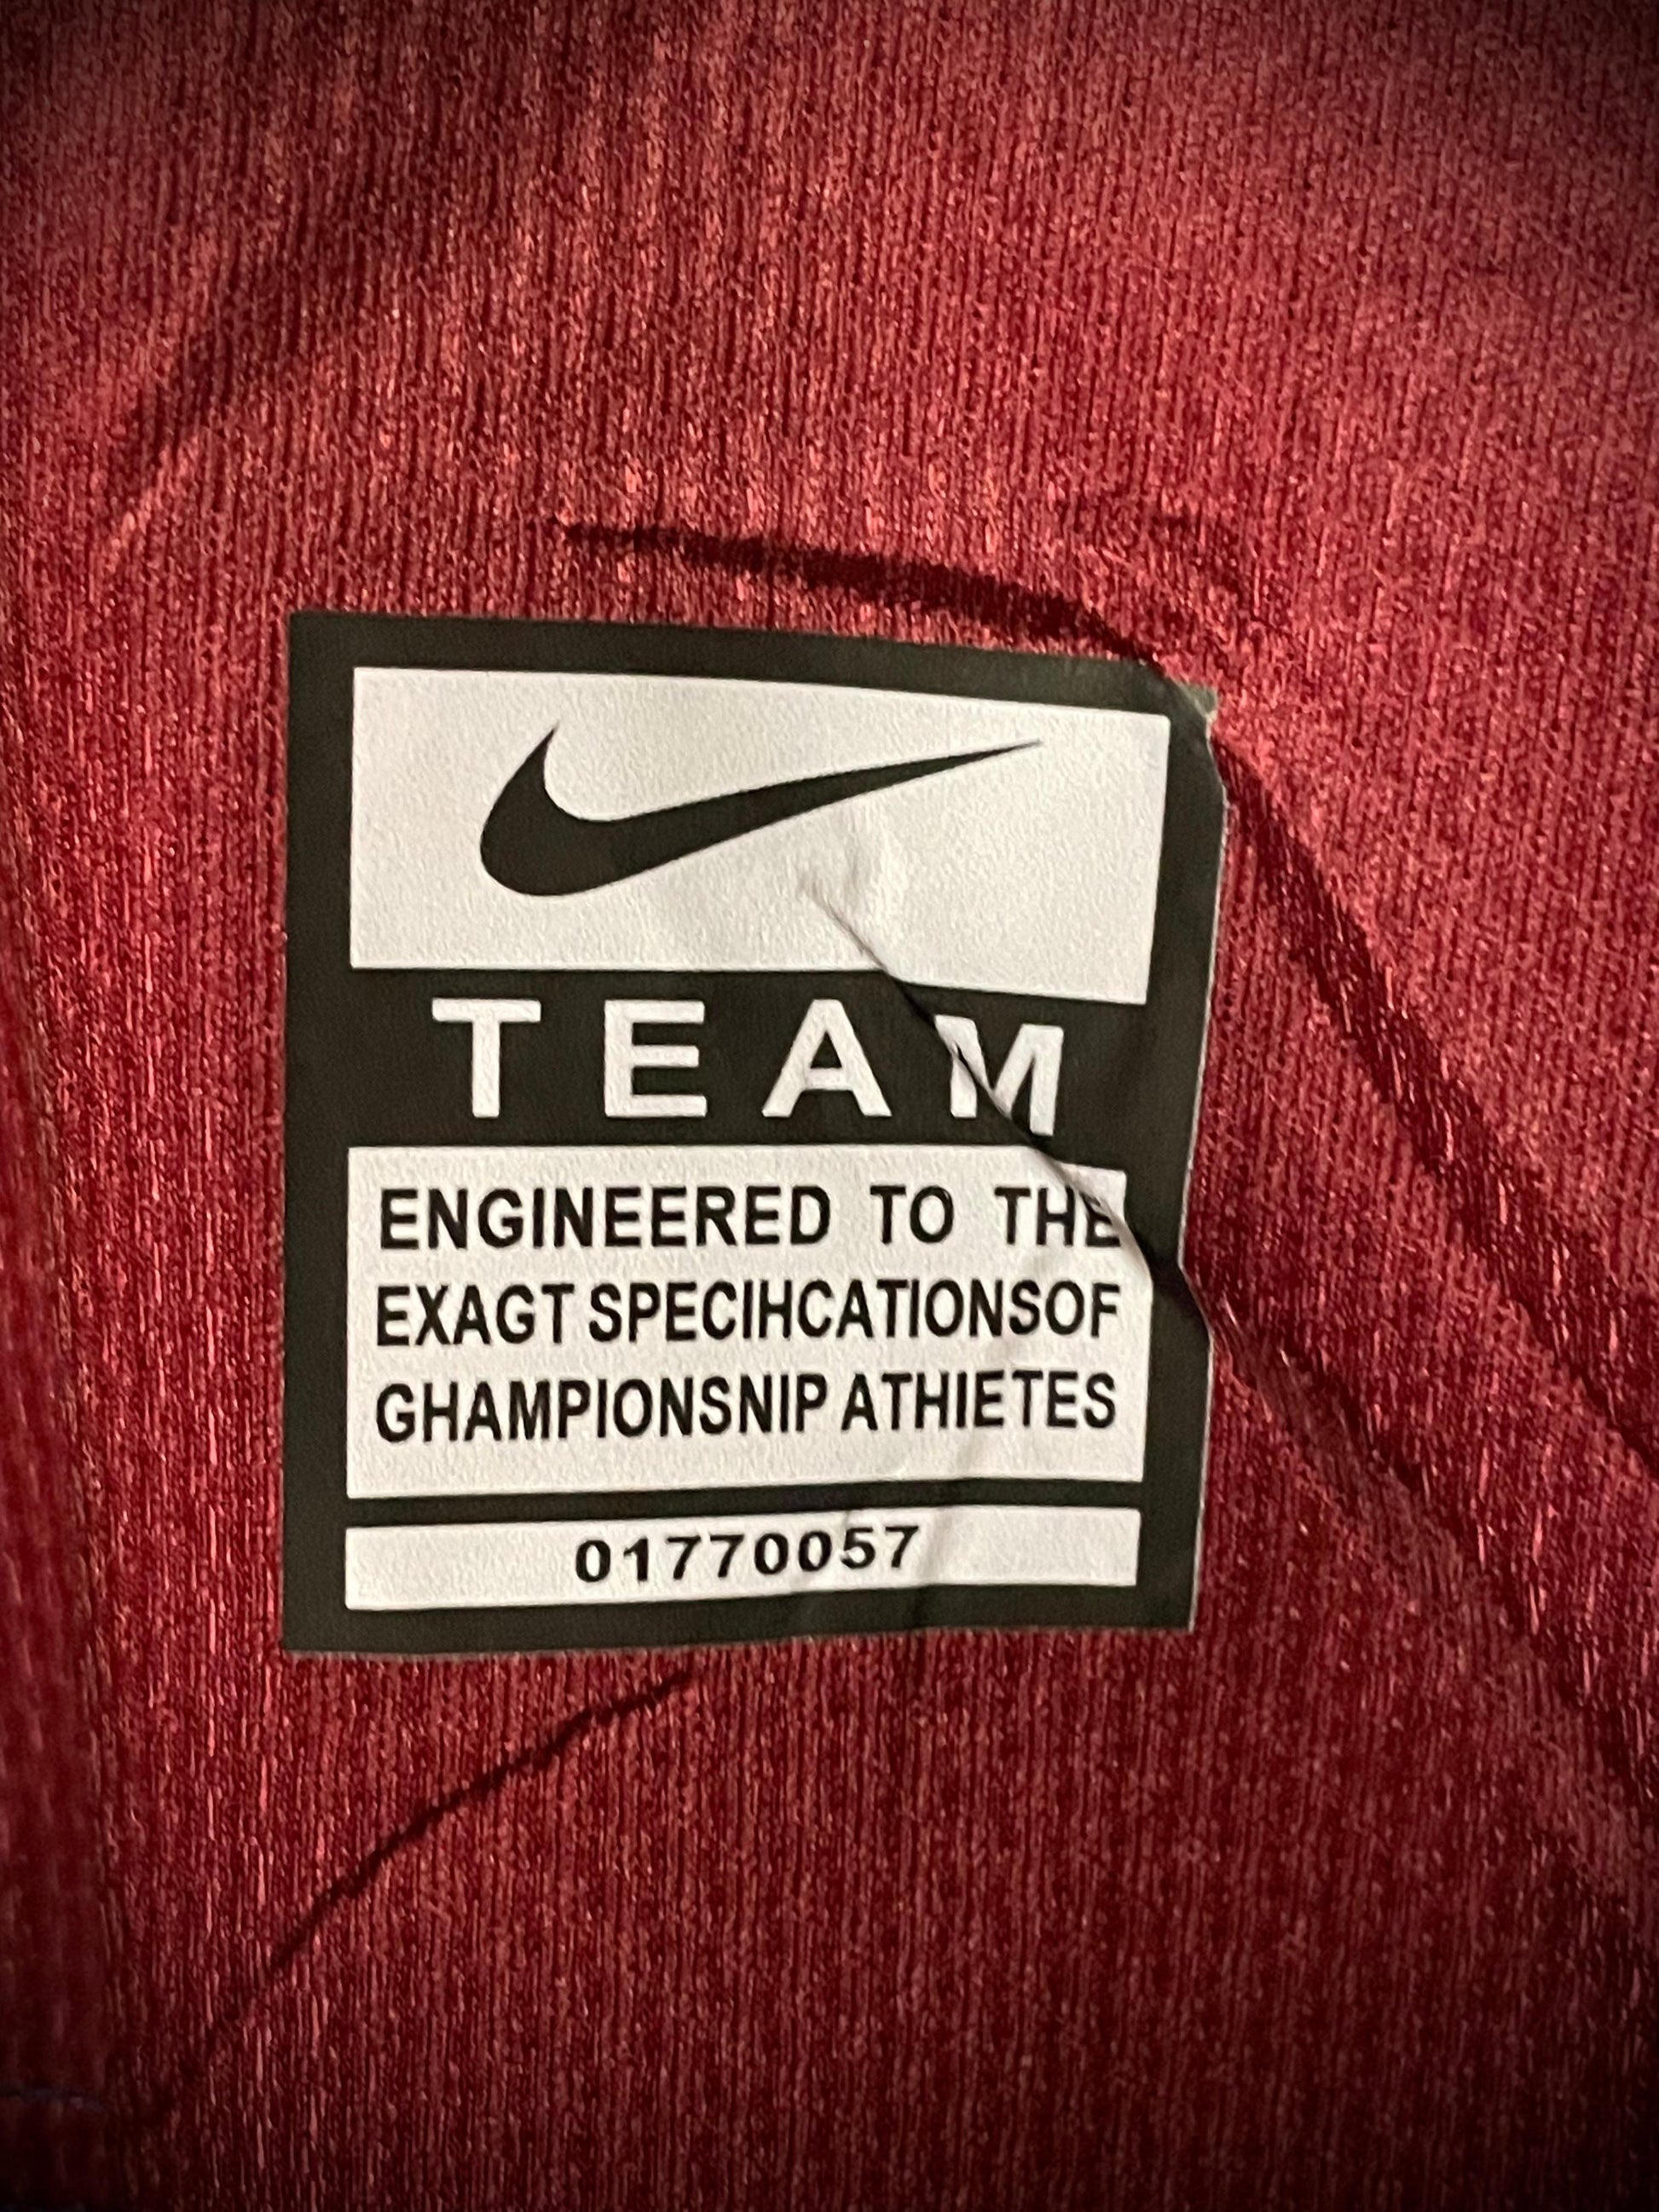 TEAM
ENGINEERED TO THE
EXAGT SPECIHCATIONSOF
GHAMPIONSNIP ATHIETES
01770057